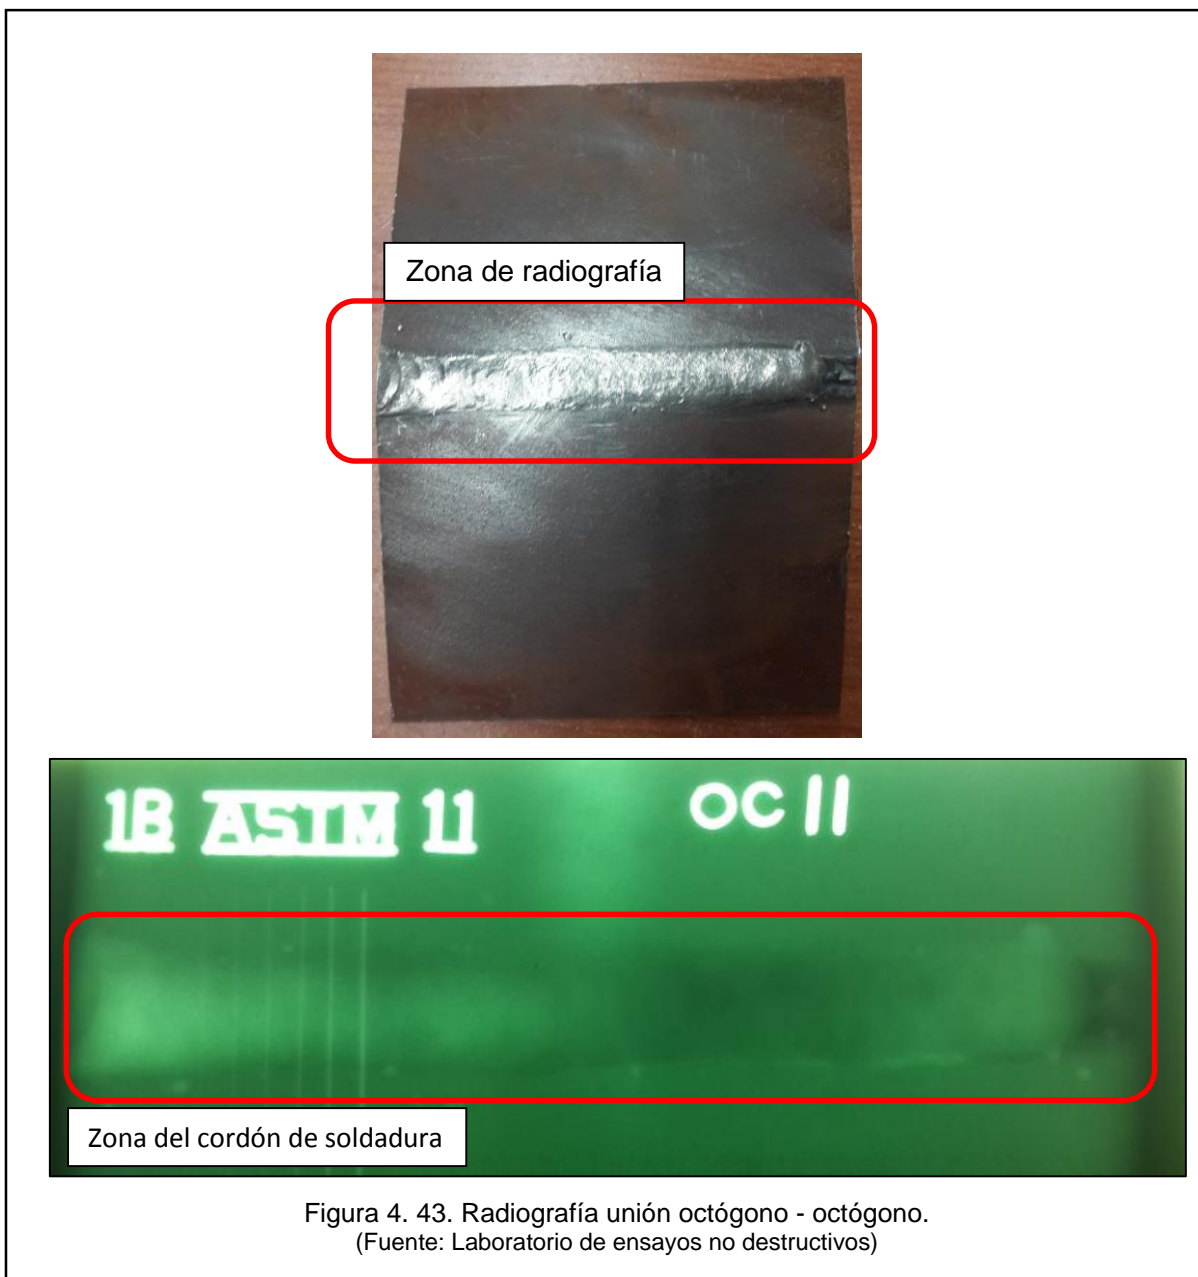 Zona de radiografía
1B ASTM 11
OC 11
Zona del cordón de soldadura
Figura 4. 43. Radiografía unión octógono - octógono.
(Fuente: Laboratorio de ensayos no destructivos)